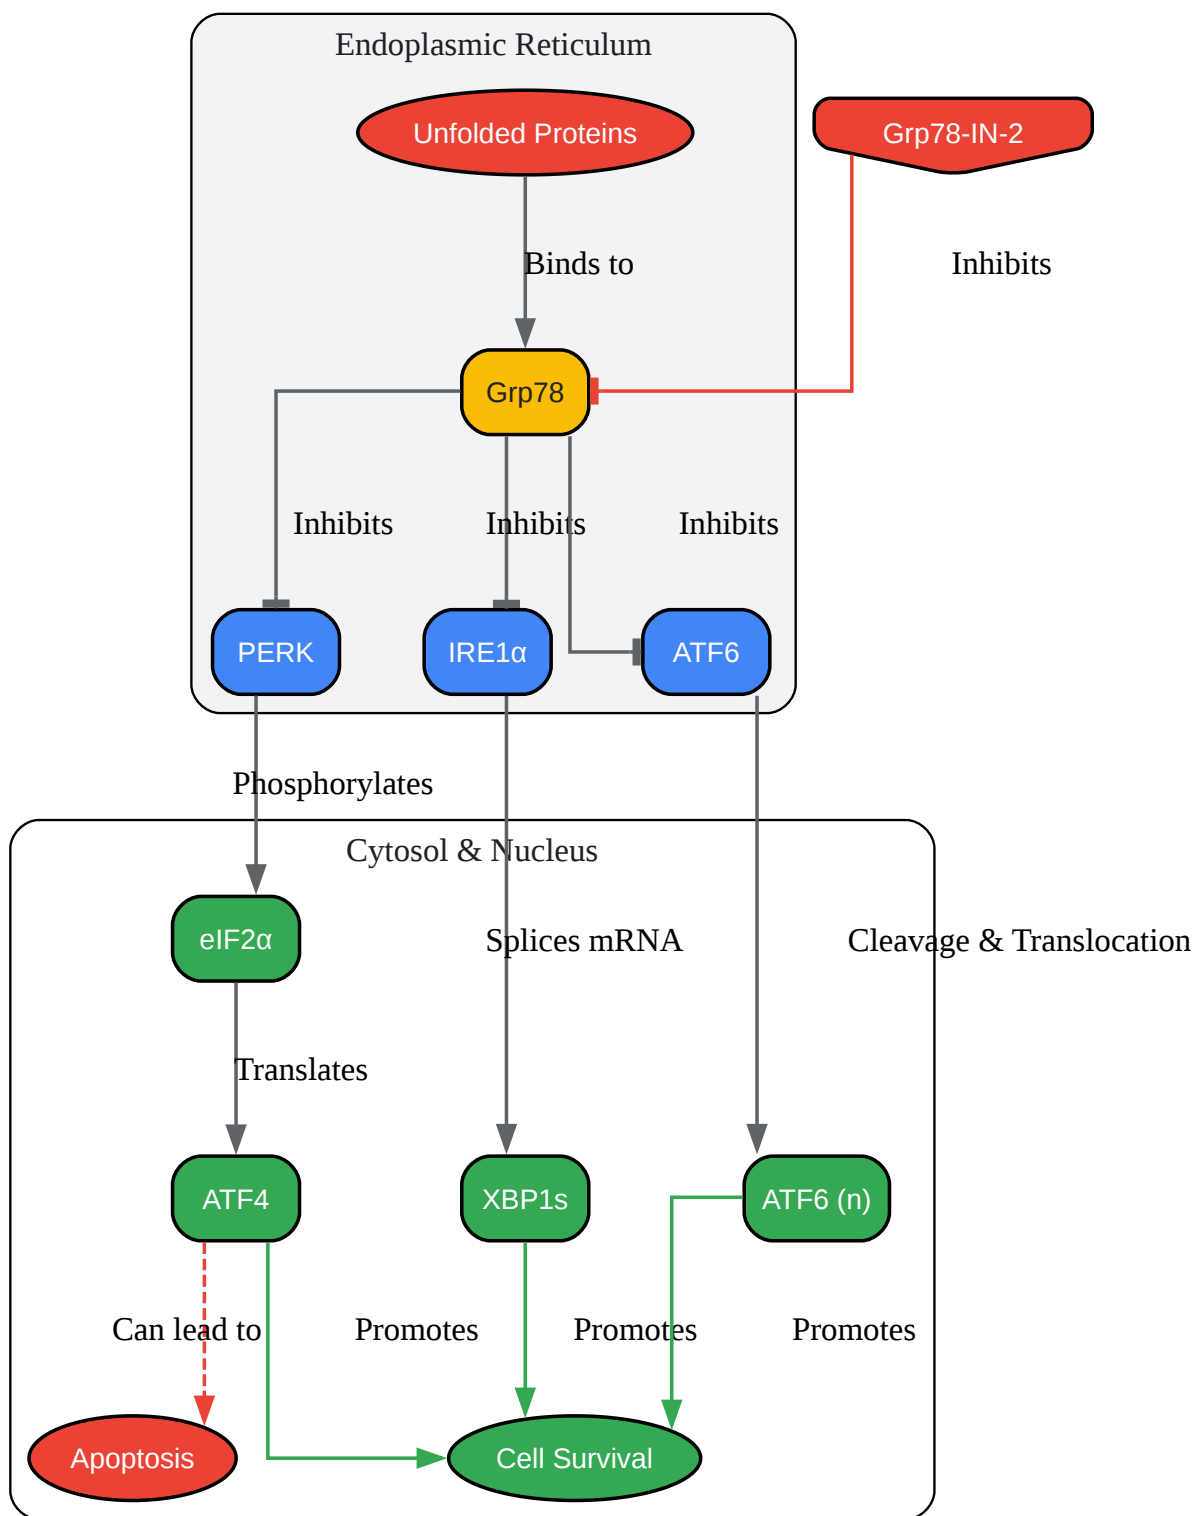 Endoplasmic Reticulum
Unfolded Proteins
Grp78-IN-2
Binds to
Inhibits
Grp78
Inhibits
Inhibits
Inhibits
PERK
IRE1α
ATF6
Phosphorylates
Cytosol & Nucleus
eIF2α
Splices mRNA
Cleavage & Translocation
Translates
ATF4
XBP1s
ATF6 (n)
Can lead to
Promotes
Promotes
Promotes
Apoptosis
Cell Survival